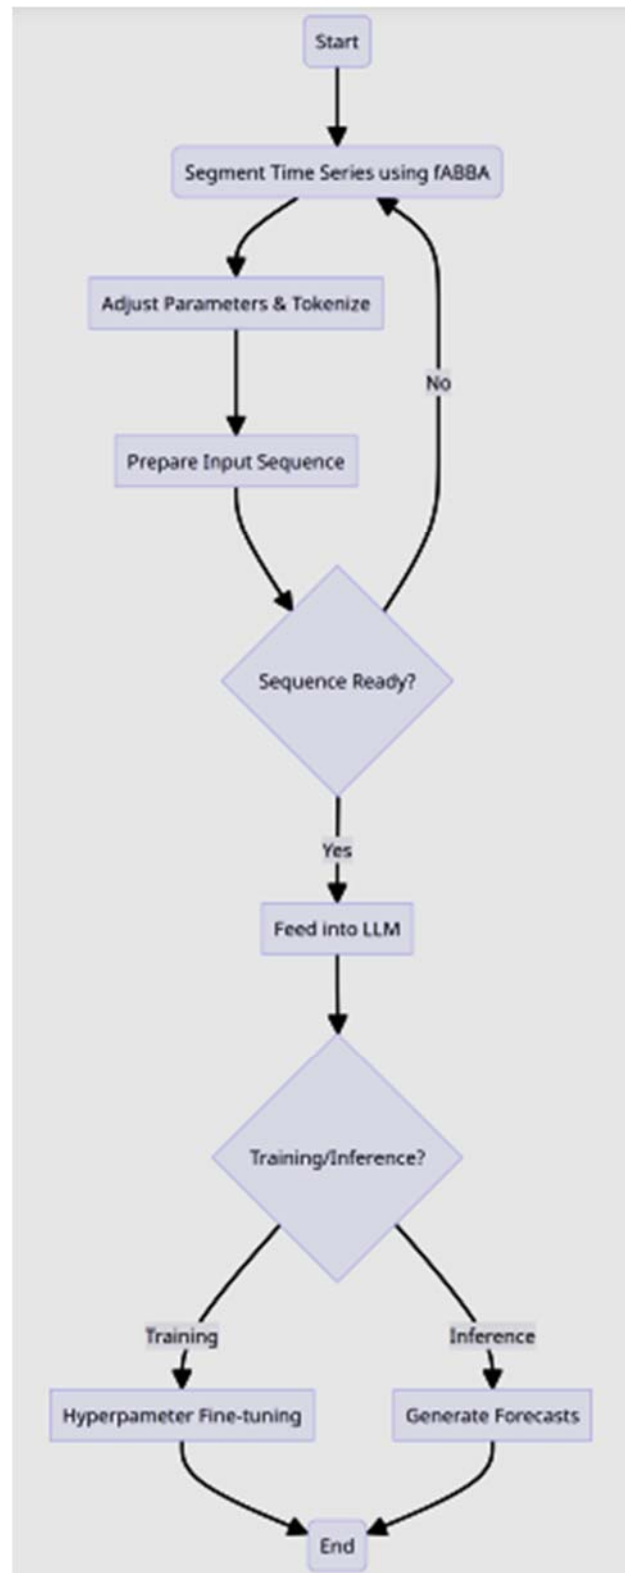 Start
Segment Time Series using fABBA
Adjust Parameters & Tokenize
No
Prepare Input Sequence
Sequence Ready?
Yes
Feed into LLM
Training/Inference?
Training
Inference
Hyperpameter Fine-tuning
Generate Forecasts
End